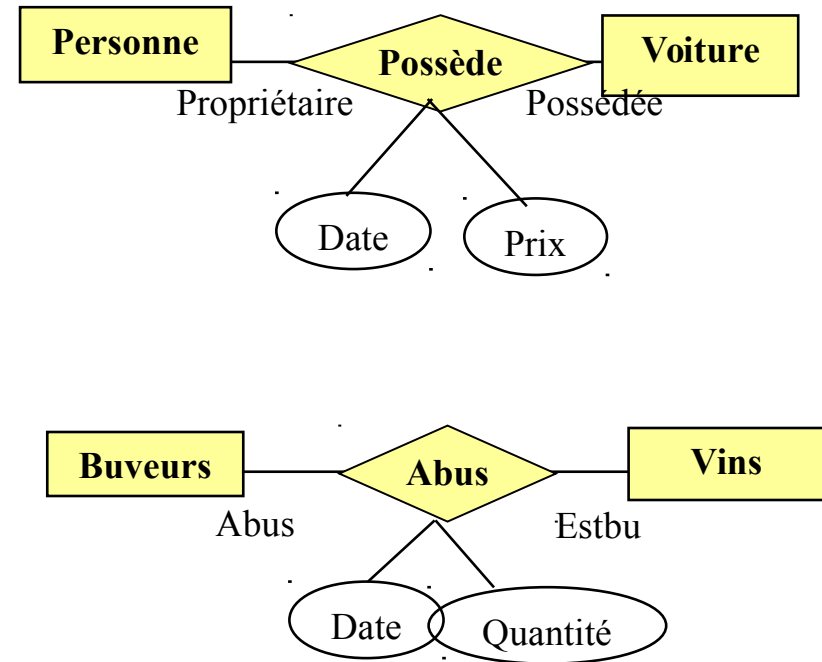 Personne
Possède
Voiture
Propriétaire
Possédée
Date
Prix
Buveurs
Abus
Vins
Abus
Estbu
Date
Quantité